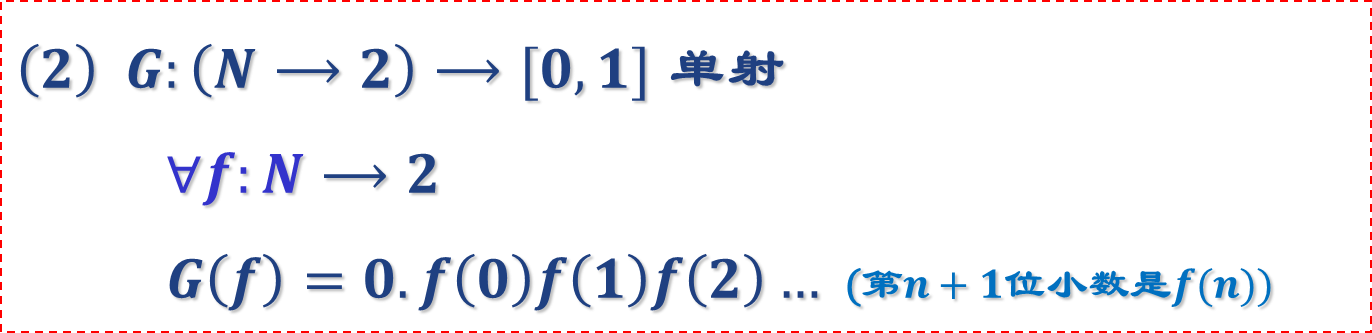 (2) G:(N ⟶ 2) ⟶ [0,1] 单射
∀f:N ⟶ 2
G(f) = 0.f(0)f(1)f(2) … (第n + 1位小数是f(n))